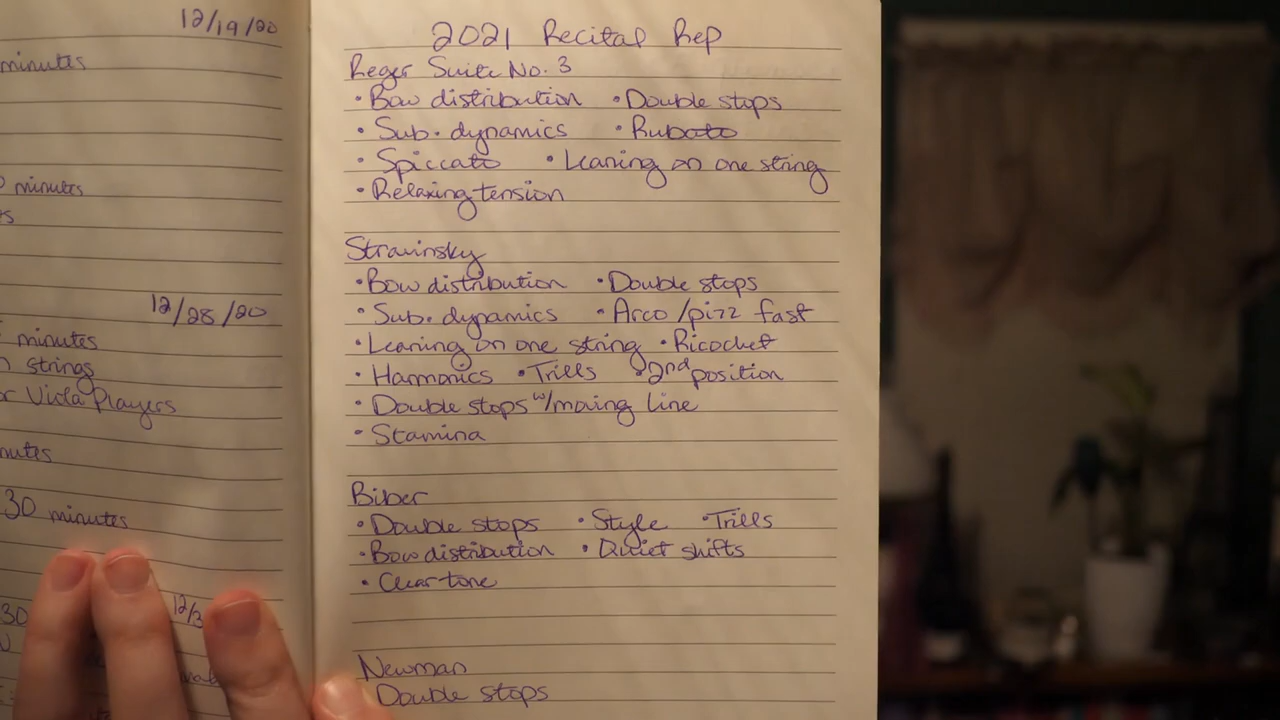 12/19/20
minutes
minutes
12/28/20
minutes
strings
Viola Players
30 minutes
30
2021 Recital Rep
Reger Suite No. 3
• Bow distribution • Double stops
• Sub. dynamics • Rubato
• Spiccato • Leaning on one string
• Relaxing tension
Stravinsky
• Bow distribution • Double stops
• Sub. dynamics • Arco/pizz fast
• Leaning on one string • Ricochet
• Harmonics • Trills • 2nd position
• Double stops w/moving line
• Stamina
Biber
• Double stops • Style • Trills
• Bow distribution • Quiet shifts
• Clear tone
Newman
Double stops